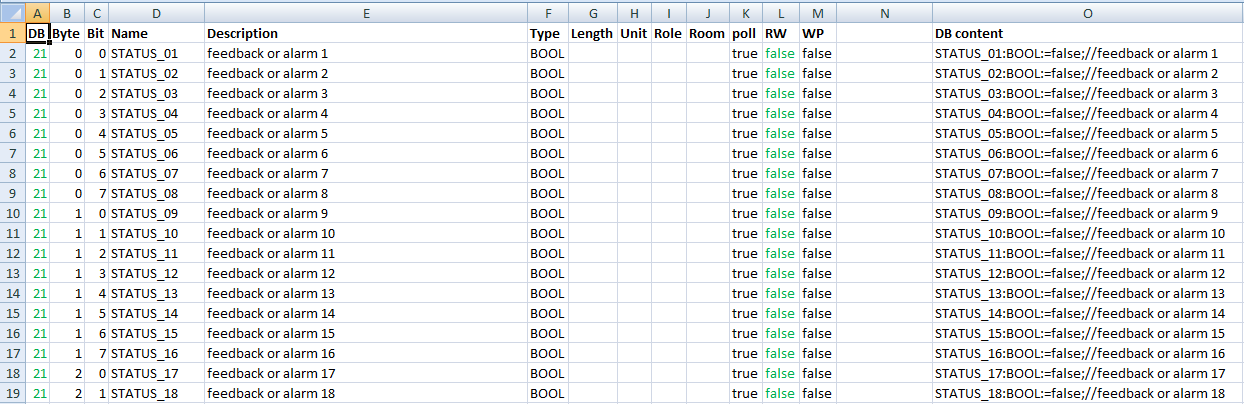 A B C D E F G H I J K L M N O
1 DB Byte Bit Name Description Type Length Unit Role Room poll RW WP DB content
2 21 0 0 STATUS_01 feedback or alarm 1 BOOL true false false STATUS_01:BOOL:=false;//feedback or alarm 1
3 21 0 1 STATUS_02 feedback or alarm 2 BOOL true false false STATUS_02:BOOL:=false;//feedback or alarm 2
4 21 0 2 STATUS_03 feedback or alarm 3 BOOL true false false STATUS_03:BOOL:=false;//feedback or alarm 3
5 21 0 3 STATUS_04 feedback or alarm 4 BOOL true false false STATUS_04:BOOL:=false;//feedback or alarm 4
6 21 0 4 STATUS_05 feedback or alarm 5 BOOL true false false STATUS_05:BOOL:=false;//feedback or alarm 5
7 21 0 5 STATUS_06 feedback or alarm 6 BOOL true false false STATUS_06:BOOL:=false;//feedback or alarm 6
8 21 0 6 STATUS_07 feedback or alarm 7 BOOL true false false STATUS_07:BOOL:=false;//feedback or alarm 7
9 21 0 7 STATUS_08 feedback or alarm 8 BOOL true false false STATUS_08:BOOL:=false;//feedback or alarm 8
10 21 1 0 STATUS_09 feedback or alarm 9 BOOL true false false STATUS_09:BOOL:=false;//feedback or alarm 9
11 21 1 1 STATUS_10 feedback or alarm 10 BOOL true false false STATUS_10:BOOL:=false;//feedback or alarm 10
12 21 1 2 STATUS_11 feedback or alarm 11 BOOL true false false STATUS_11:BOOL:=false;//feedback or alarm 11
13 21 1 3 STATUS_12 feedback or alarm 12 BOOL true false false STATUS_12:BOOL:=false;//feedback or alarm 12
14 21 1 4 STATUS_13 feedback or alarm 13 BOOL true false false STATUS_13:BOOL:=false;//feedback or alarm 13
15 21 1 5 STATUS_14 feedback or alarm 14 BOOL true false false STATUS_14:BOOL:=false;//feedback or alarm 14
16 21 1 6 STATUS_15 feedback or alarm 15 BOOL true false false STATUS_15:BOOL:=false;//feedback or alarm 15
17 21 1 7 STATUS_16 feedback or alarm 16 BOOL true false false STATUS_16:BOOL:=false;//feedback or alarm 16
18 21 2 0 STATUS_17 feedback or alarm 17 BOOL true false false STATUS_17:BOOL:=false;//feedback or alarm 17
19 21 2 1 STATUS_18 feedback or alarm 18 BOOL true false false STATUS_18:BOOL:=false;//feedback or alarm 18